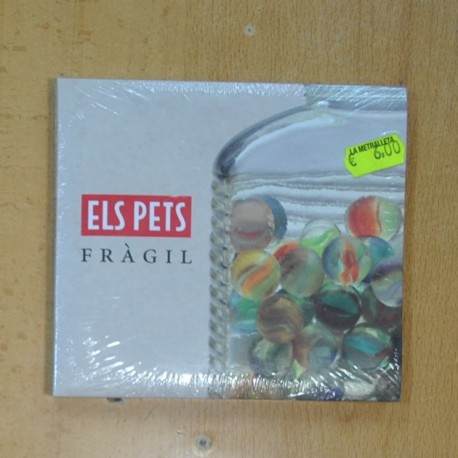 LA METRALLETA
€ 6,00
ELS PETS
FRÀGIL